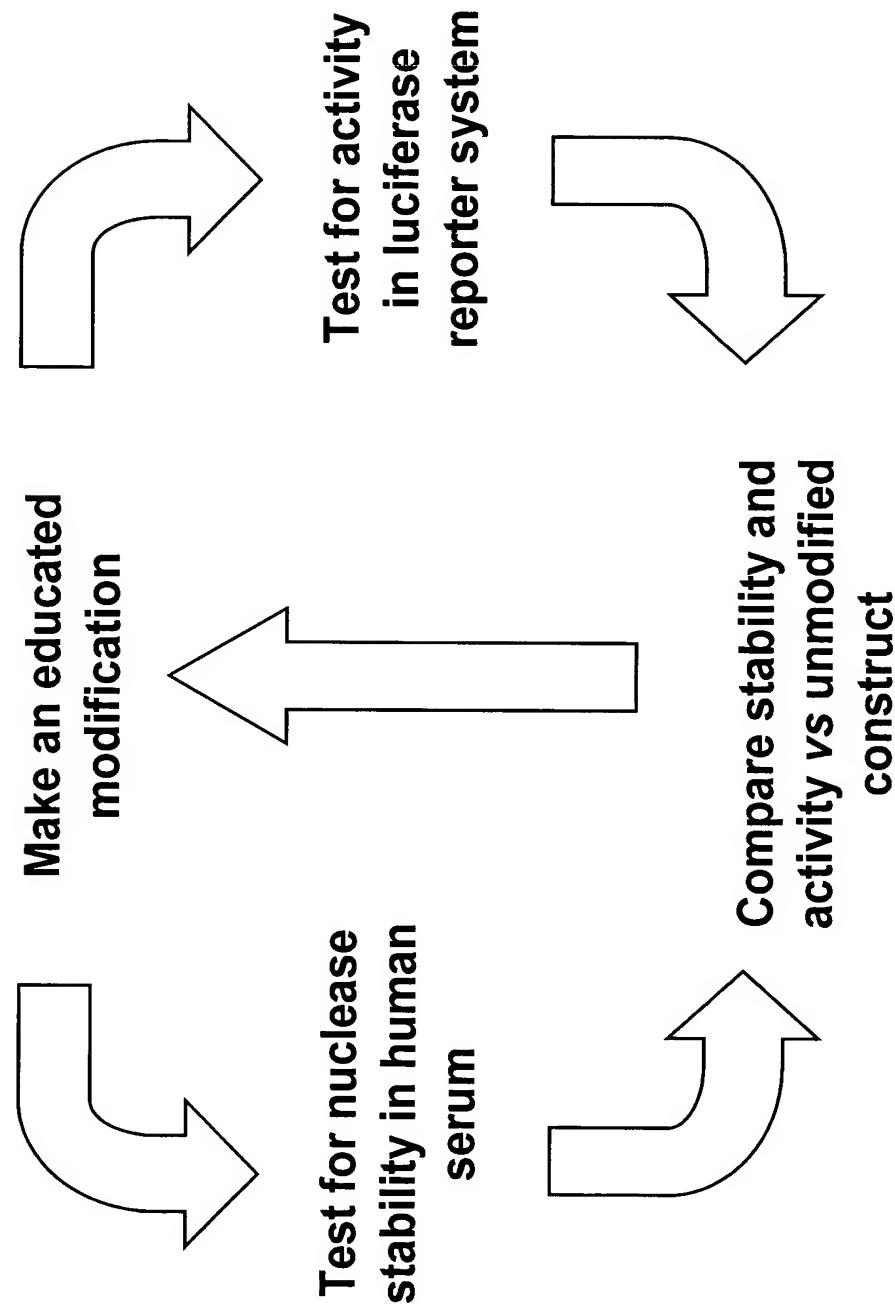 Make an educated
modification
Test for nuclease
stability in human
serum
Test for activity
in luciferase
reporter system
Compare stability and
activity vs unmodified
construct